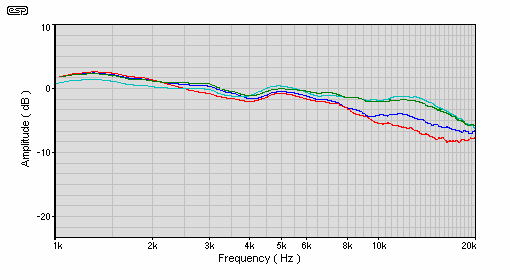 ESP
10
0
-10
-20
Amplitude ( dB )
1k 2k 3k 4k 5k 6k 8k 10k 20k
Frequency ( Hz )